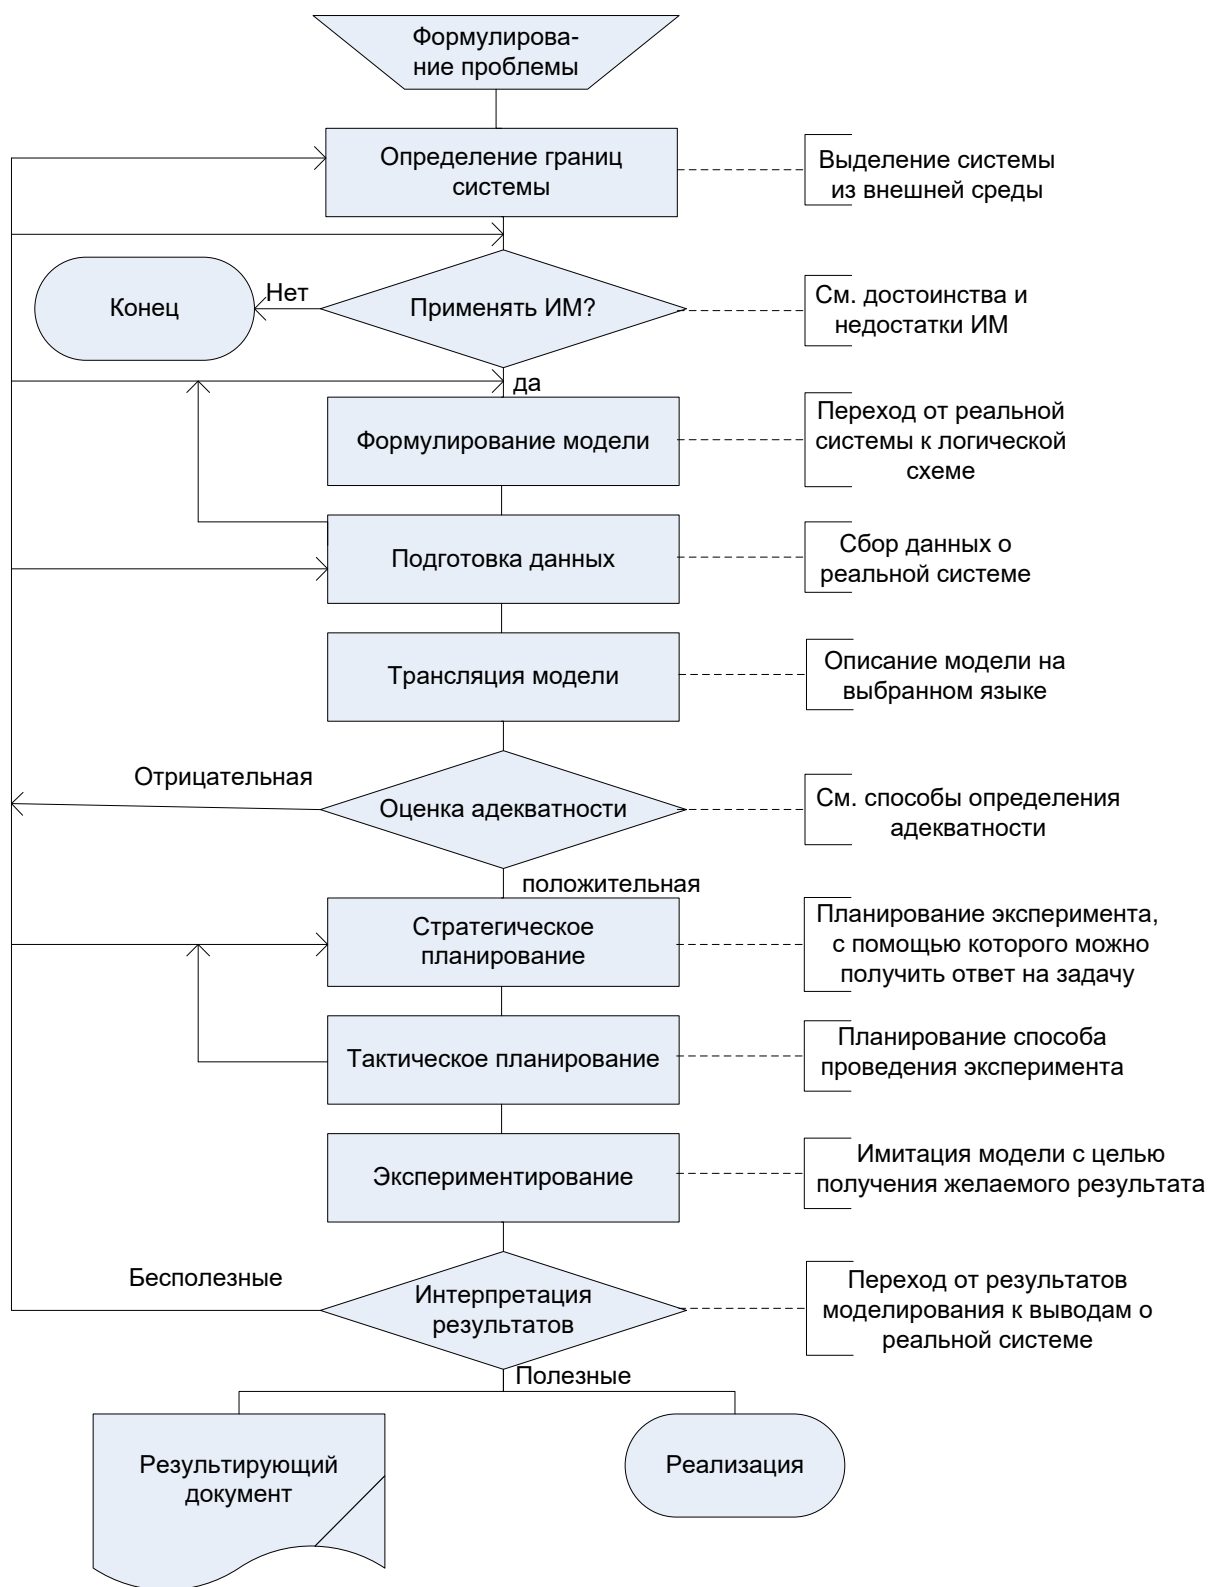 Формулирова-
ние проблемы
Определение границ
системы
Выделение системы
из внешней среды
Конец
Нет
Применять ИМ?
См. достоинства и
недостатки ИМ
да
Формулирование модели
Переход от реальной
системы к логической
схеме
Подготовка данных
Сбор данных о
реальной системе
Трансляция модели
Описание модели на
выбранном языке
Отрицательная
Оценка адекватности
См. способы определения
адекватности
положительная
Стратегическое
планирование
Планирование эксперимента,
с помощью которого можно
получить ответ на задачу
Тактическое планирование
Планирование способа
проведения эксперимента
Экспериментирование
Имитация модели с целью
получения желаемого результата
Бесполезные
Интерпретация
результатов
Переход от результатов
моделирования к выводам о
реальной системе
Полезные
Результирующий
документ
Реализация